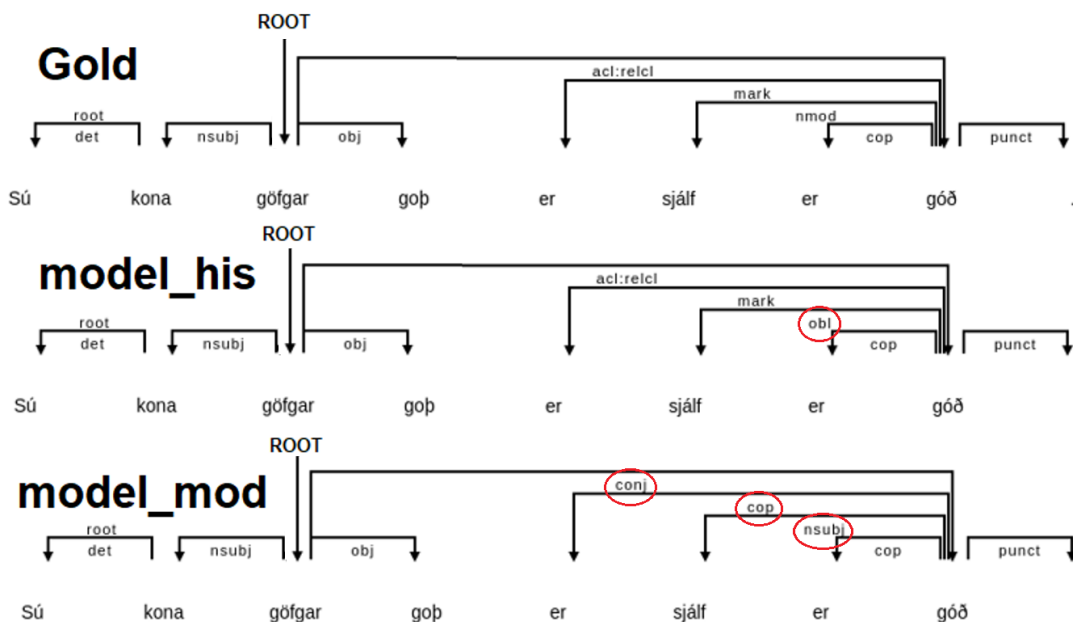 ROOT
Gold
acl:relcl
mark
root
nmod
det
nsubj
obj
cop
punct
Sú kona göfgar goþ er sjálf er góð .
ROOT
model_his
acl:relcl
mark
root
obl
det
nsubj
obj
cop
punct
Sú kona göfgar goþ er sjálf er góð
ROOT
model_mod
conj
cop
root
nsubj
det
nsubj
obj
cop
punct
Sú kona göfgar goþ er sjálf er góð